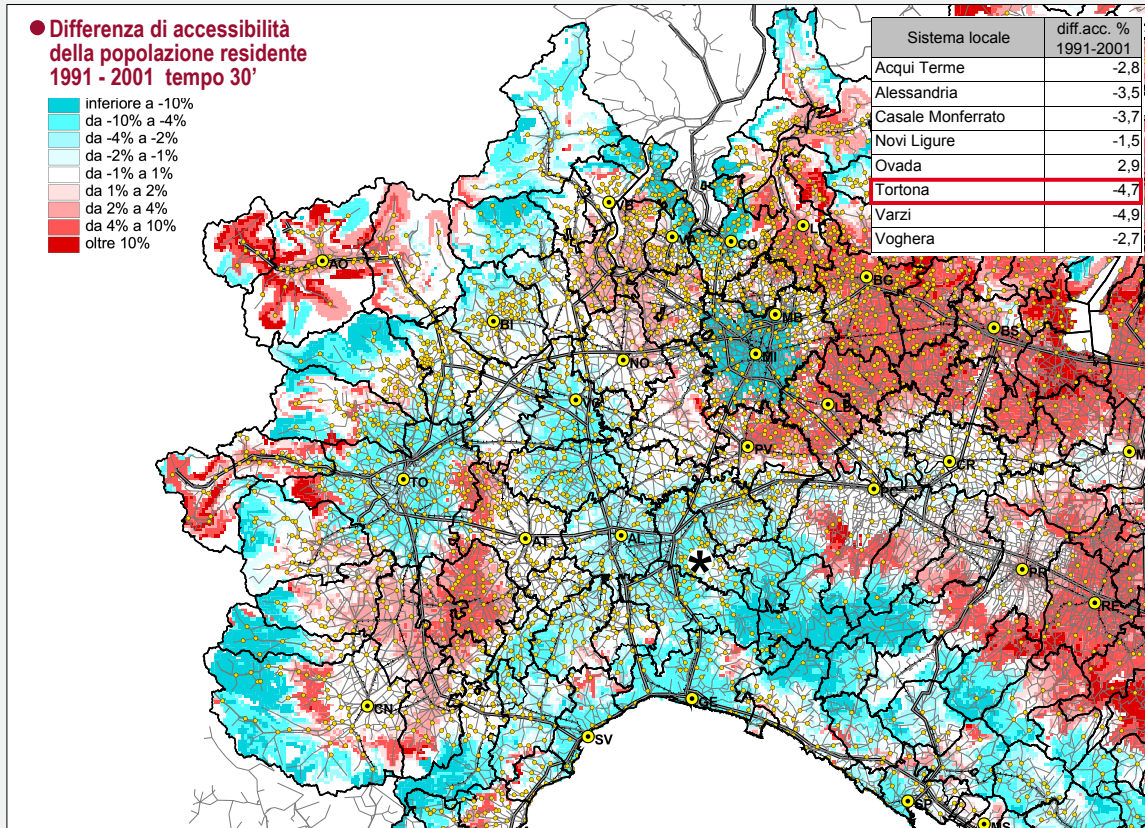 Differenza di accessibilità
della popolazione residente
1991 - 2001 tempo 30'
inferiore a -10%
da -10% a -4%
da -4% a -2%
da -2% a -1%
da -1% a 1%
da 1% a 2%
da 2% a 4%
da 4% a 10%
oltre 10%
Sistema locale diff.acc. % 1991-2001
Acqui Terme -2,8
Alessandria -3,5
Casale Monferrato -3,7
Novi Ligure -1,5
Ovada 2,9
Tortona -4,7
Varzi -4,9
Voghera -2,7
VB
VA
CO
AO
BG
BI
MB
BS
MI
NO
LO
PV
TO
CR
PC
M
AT
AL
*
PR
RE
CN
GE
SV
SP
MS